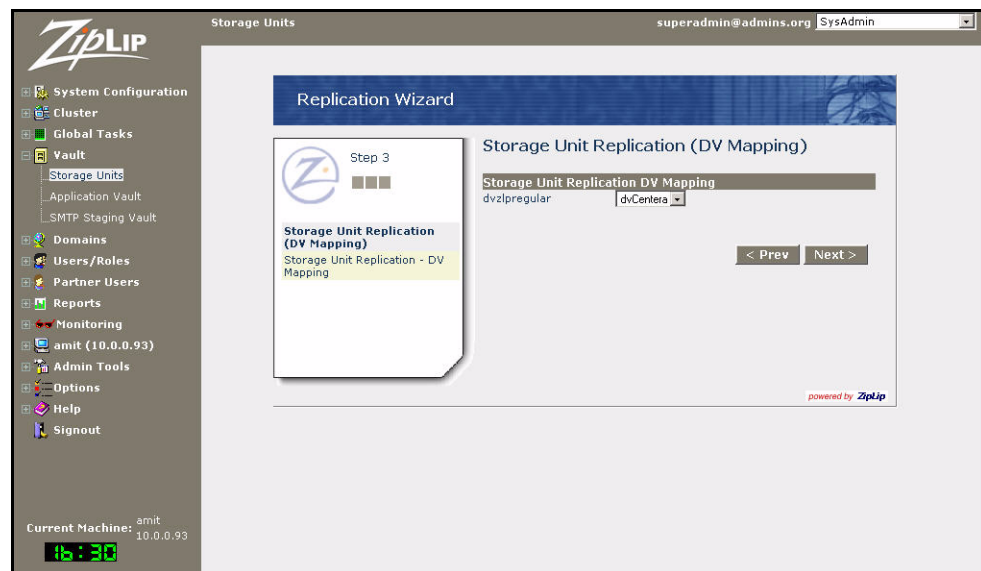 ZipLip
Storage Units
superadmin@admins.org SysAdmin
System Configuration
Cluster
Global Tasks
Vault
Storage Units
Application Vault
SMTP Staging Vault
Domains
Users/Roles
Partner Users
Reports
Monitoring
amit (10.0.0.93)
Admin Tools
Options
Help
Signout
Current Machine: amit
10.0.0.93
16:30
Replication Wizard
Step 3
Storage Unit Replication
(DV Mapping)
Storage Unit Replication - DV
Mapping
Storage Unit Replication (DV Mapping)
Storage Unit Replication DV Mapping
dvzlpregular dvCentera
< Prev Next >
powered by ZipLip